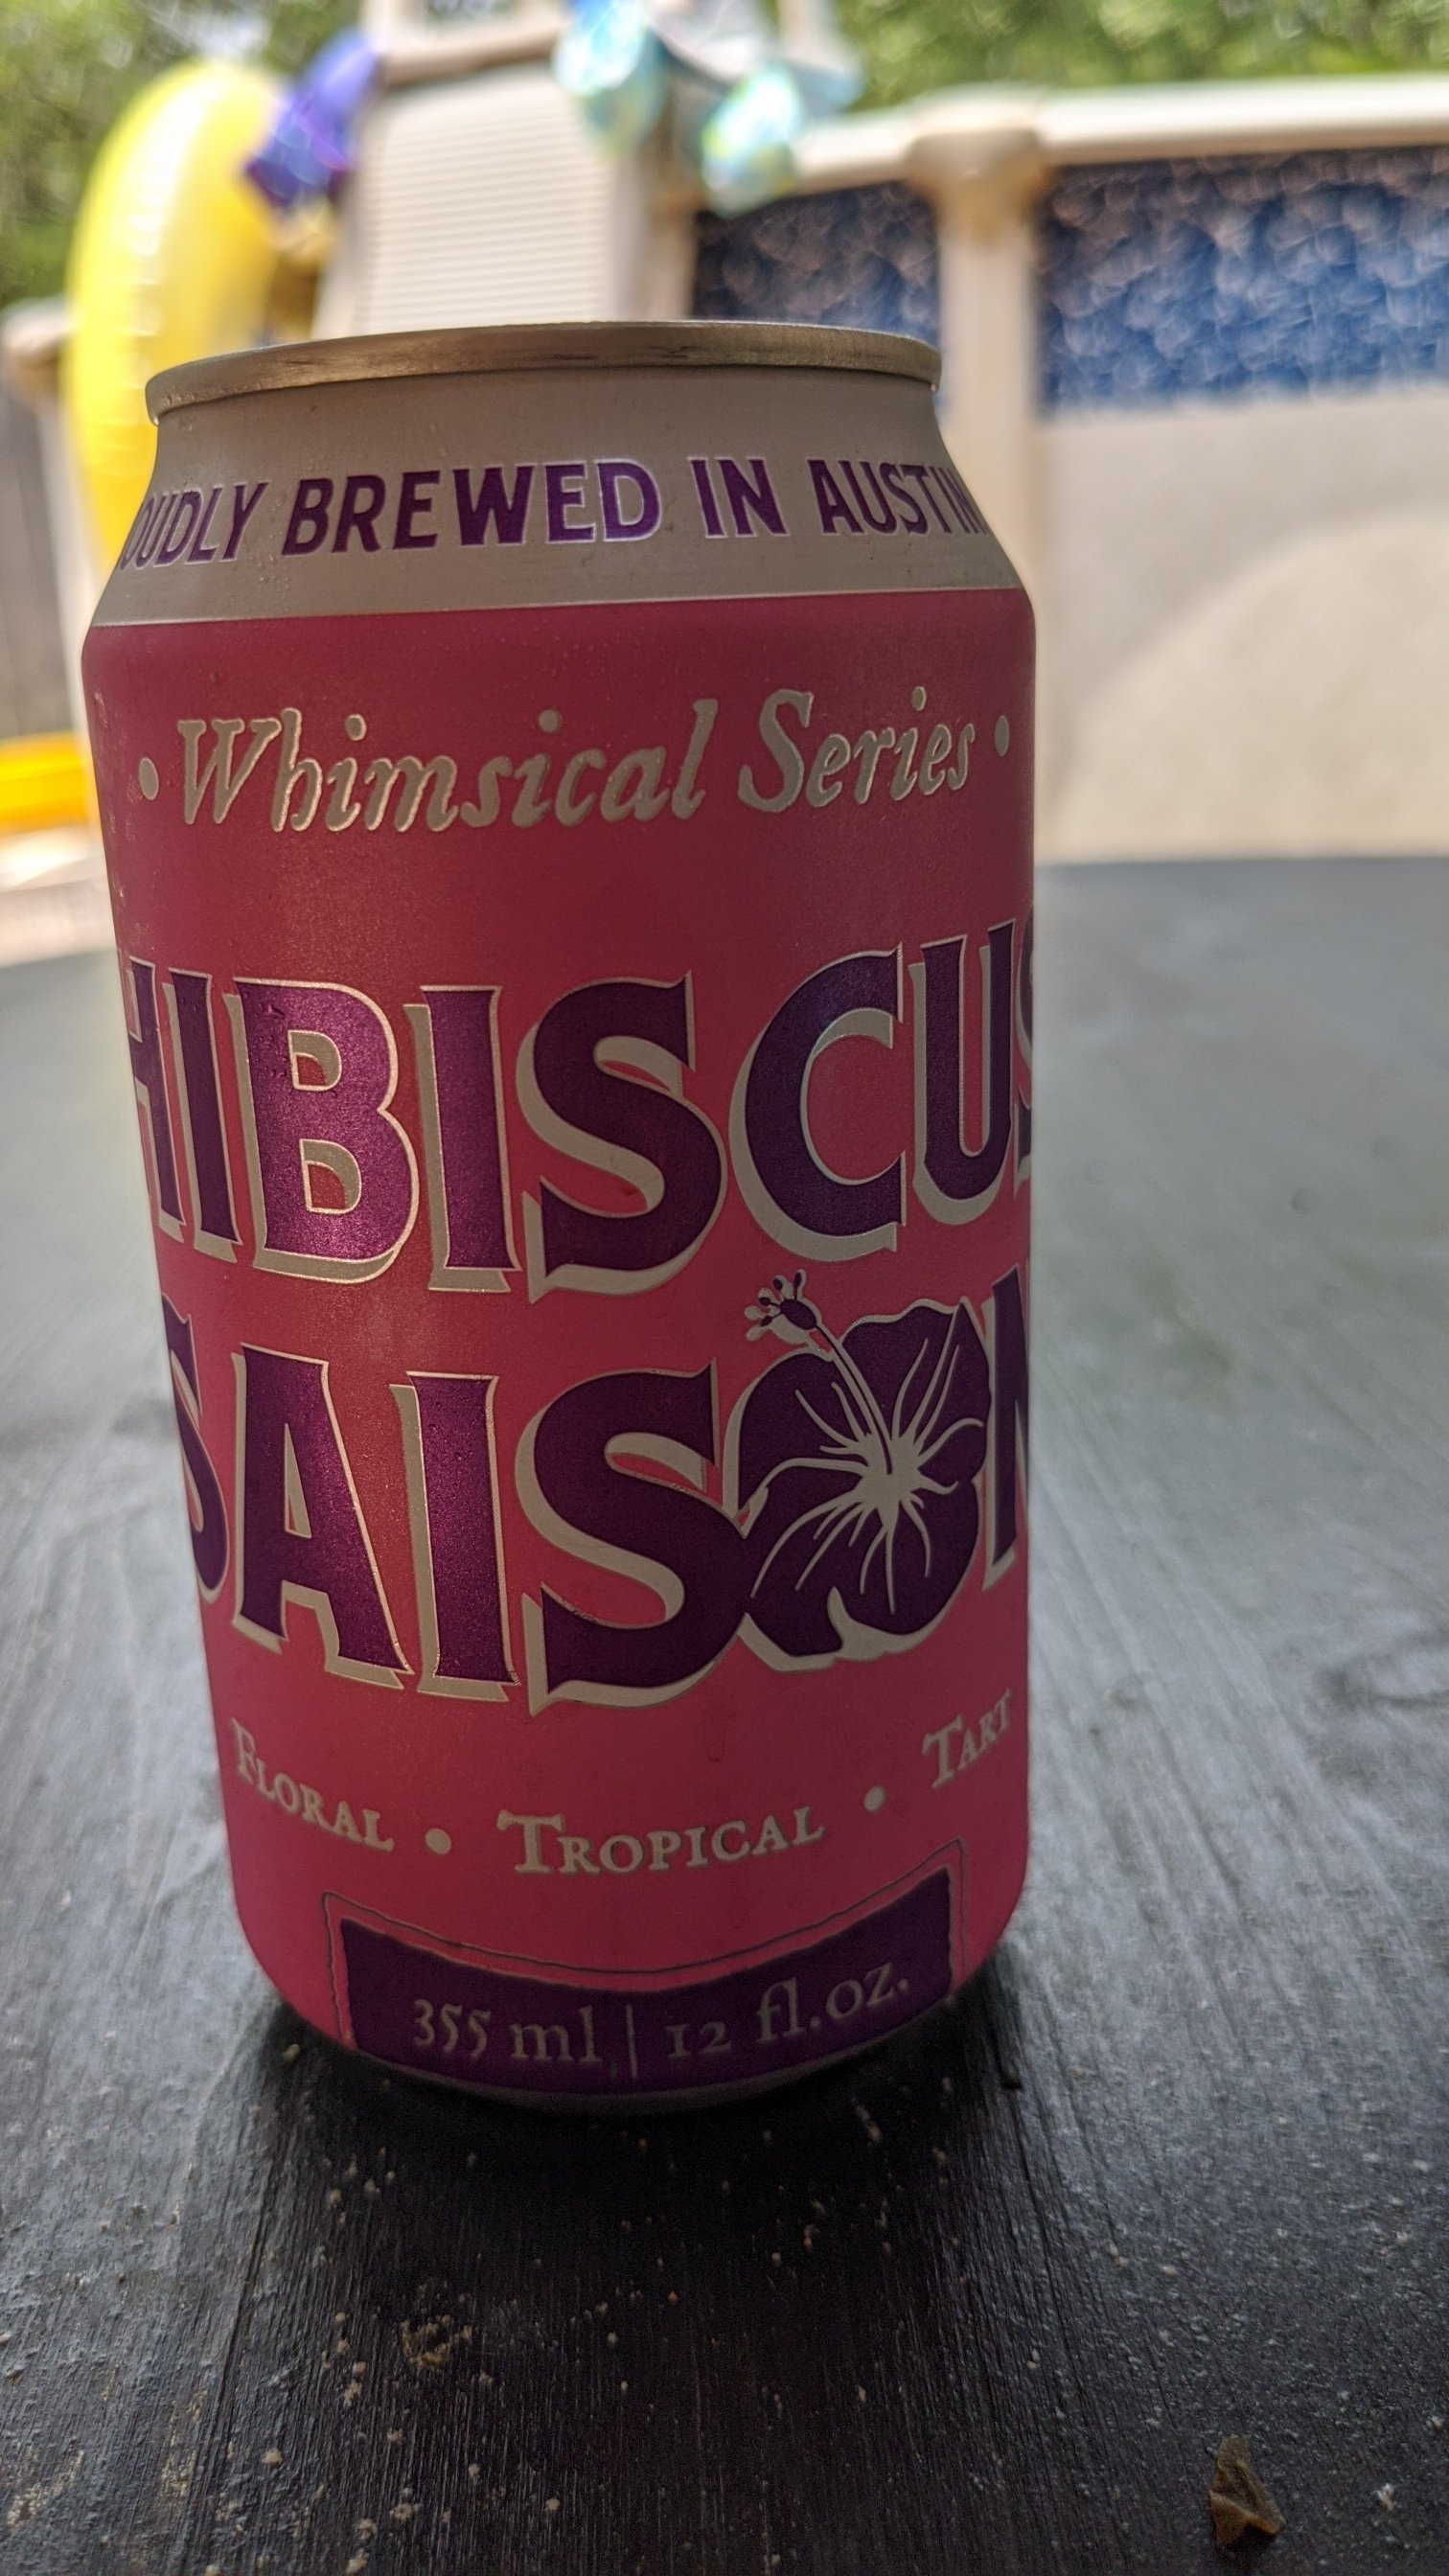 OUDLY BREWED IN AUSTIN
· Whimsical Series ·
HIBISCUS
SAISON
FLORAL • TROPICAL • TART
355 ml | 12 fl.oz.